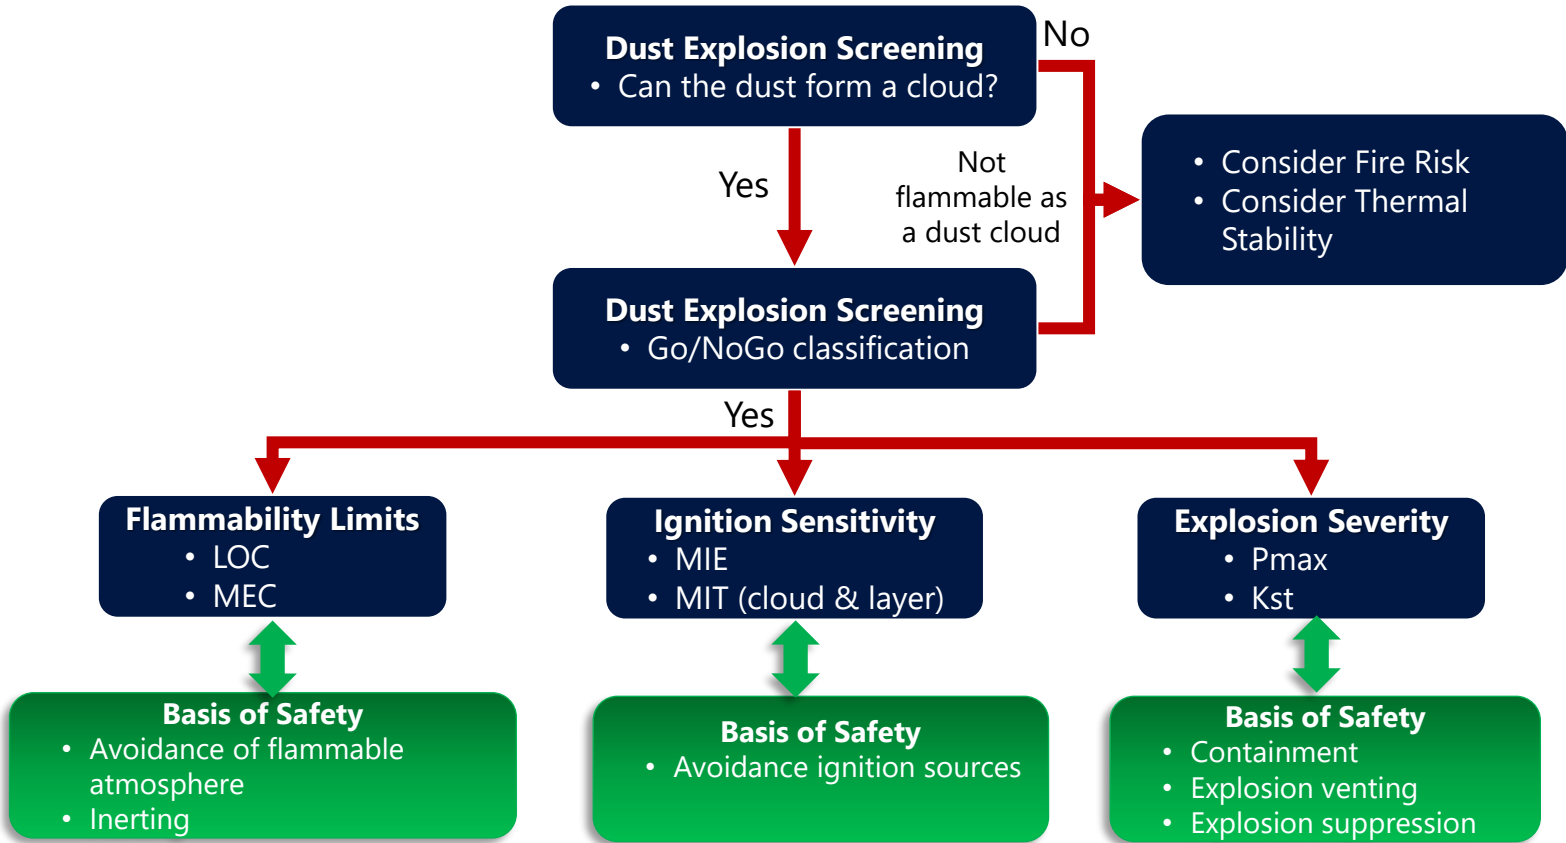 Dust Explosion Screening
• Can the dust form a cloud?
No
Yes
Not
flammable as
a dust cloud
• Consider Fire Risk
• Consider Thermal
Stability
Dust Explosion Screening
• Go/NoGo classification
Yes
Flammability Limits
• LOC
• MEC
Ignition Sensitivity
• MIE
• MIT (cloud & layer)
Explosion Severity
• Pmax
• Kst
Basis of Safety
• Avoidance of flammable
atmosphere
• Inerting
Basis of Safety
• Avoidance ignition sources
Basis of Safety
• Containment
• Explosion venting
• Explosion suppression